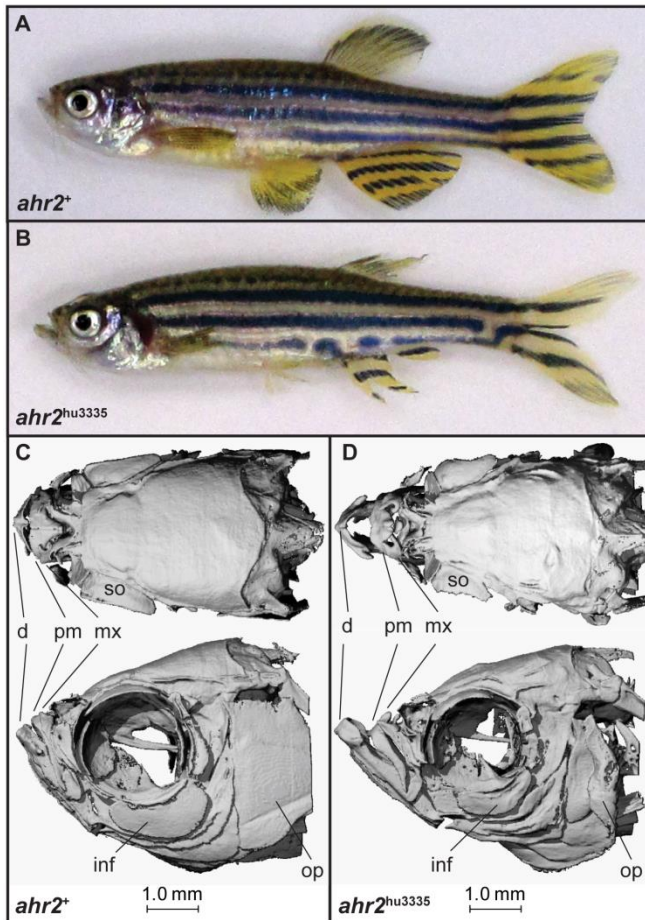 A
ahr2+
B
ahr2hu3335
C
so
d pm mx
inf
op
ahr2+
1.0 mm
D
so
d pm mx
inf
op
ahr2hu3335
1.0 mm